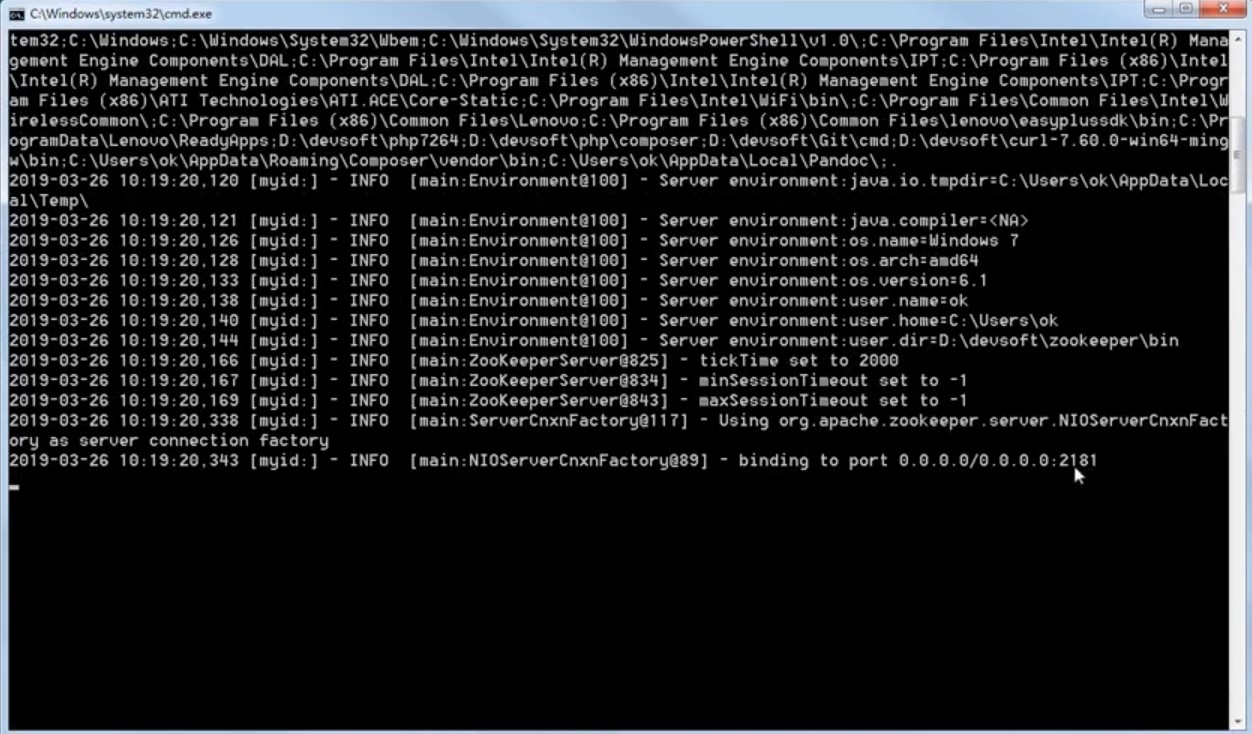 C:\Windows\system32\cmd.exe
tem32;C:\Windows;C:\Windows\System32\Wbem;C:\Windows\System32\WindowsPowerShell\v1.0\;C:\Program Files\Intel\Intel(R) Mana
gement Engine Components\DAL;C:\Program Files\Intel\Intel(R) Management Engine Components\IPT;C:\Program Files (x86)\Intel
\Intel(R) Management Engine Components\DAL;C:\Program Files (x86)\Intel\Intel(R) Management Engine Components\IPT;C:\Progr
am Files (x86)\ATI Technologies\ATI.ACE\Core-Static;C:\Program Files\Intel\WiFi\bin\;C:\Program Files\Common Files\Intel\W
irelessCommon\;C:\Program Files (x86)\Common Files\Lenovo;C:\Program Files (x86)\Common Files\lenovo\easyplussdk\bin;C:\Pr
ogramData\Lenovo\ReadyApps;D:\devsoft\php7264;D:\devsoft\php\composer;D:\devsoft\Git\cmd;D:\devsoft\curl-7.60.0-win64-ming
w\bin;C:\Users\ok\AppData\Roaming\Composer\vendor\bin;C:\Users\ok\AppData\Local\Pandoc\;.
2019-03-26 10:19:20,120 [myid:] - INFO  [main:Environment@100] - Server environment:java.io.tmpdir=C:\Users\ok\AppData\Loc
al\Temp\
2019-03-26 10:19:20,121 [myid:] - INFO  [main:Environment@100] - Server environment:java.compiler=<NA>
2019-03-26 10:19:20,126 [myid:] - INFO  [main:Environment@100] - Server environment:os.name=Windows 7
2019-03-26 10:19:20,128 [myid:] - INFO  [main:Environment@100] - Server environment:os.arch=amd64
2019-03-26 10:19:20,133 [myid:] - INFO  [main:Environment@100] - Server environment:os.version=6.1
2019-03-26 10:19:20,138 [myid:] - INFO  [main:Environment@100] - Server environment:user.name=ok
2019-03-26 10:19:20,140 [myid:] - INFO  [main:Environment@100] - Server environment:user.home=C:\Users\ok
2019-03-26 10:19:20,144 [myid:] - INFO  [main:Environment@100] - Server environment:user.dir=D:\devsoft\zookeeper\bin
2019-03-26 10:19:20,166 [myid:] - INFO  [main:ZooKeeperServer@825] - tickTime set to 2000
2019-03-26 10:19:20,167 [myid:] - INFO  [main:ZooKeeperServer@834] - minSessionTimeout set to -1
2019-03-26 10:19:20,169 [myid:] - INFO  [main:ZooKeeperServer@843] - maxSessionTimeout set to -1
2019-03-26 10:19:20,338 [myid:] - INFO  [main:ServerCnxnFactory@117] - Using org.apache.zookeeper.server.NIOServerCnxnFact
ory as server connection factory
2019-03-26 10:19:20,343 [myid:] - INFO  [main:NIOServerCnxnFactory@89] - binding to port 0.0.0.0/0.0.0.0:2181